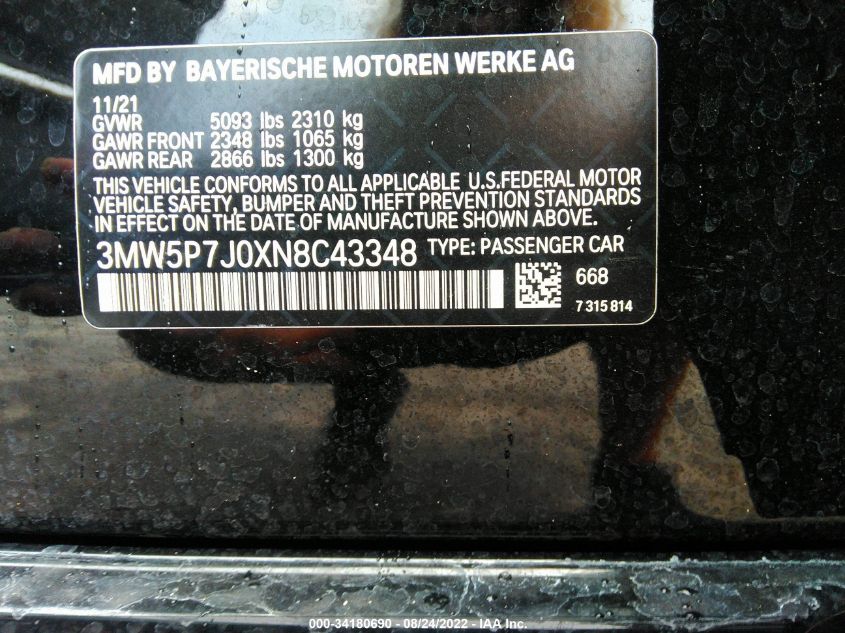 MFD BY BAYERISCHE MOTOREN WERKE AG
11/21
GVWR 5093 lbs 2310 kg
GAWR FRONT 2348 lbs 1065 kg
GAWR REAR 2866 lbs 1300 kg
THIS VEHICLE CONFORMS TO ALL APPLICABLE U.S.FEDERAL MOTOR
VEHICLE SAFETY, BUMPER AND THEFT PREVENTION STANDARDS
IN EFFECT ON THE DATE OF MANUFACTURE SHOWN ABOVE.
3MW5P7J0XN8C43348 TYPE: PASSENGER CAR
668
7 315 814
000-34180690 - 08/24/2022 - IAA Inc.